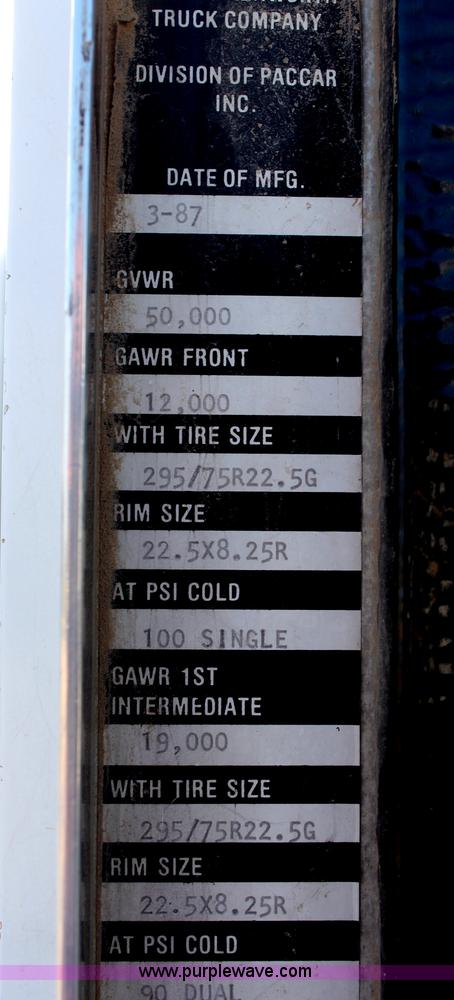 TRUCK COMPANY
DIVISION OF PACCAR
INC.
DATE OF MFG.
3-87
GVWR
50,000
GAWR FRONT
12,000
WITH TIRE SIZE
295/75R22.5G
RIM SIZE
22.5X8.25R
AT PSI COLD
100 SINGLE
GAWR 1ST
INTERMEDIATE
19,000
WITH TIRE SIZE
295/75R22.5G
RIM SIZE
22.5X8.25R
AT PSI COLD
www.purplewave.com
90 DUAL